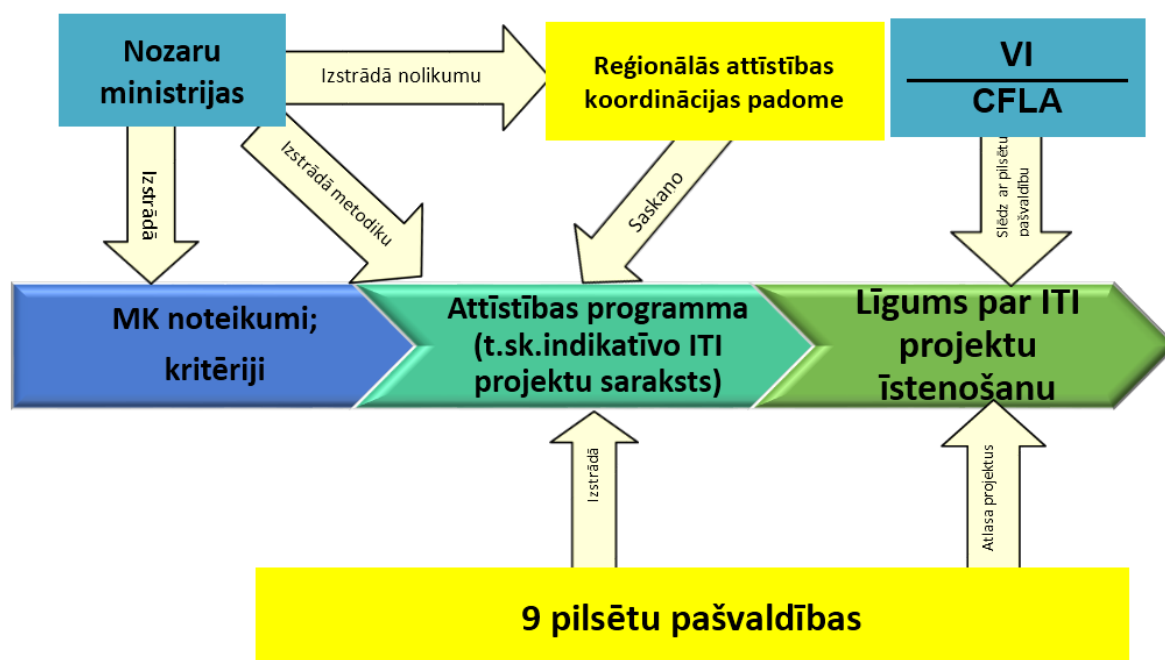 Nozaru
ministrijas
Izstrādā nolikumu
Reģionālās attīstības
koordinācijas padome
VI
CFLA
Izstrādā
Izstrādā metodiku
Saskaņo
Slēdz ar pilsētu
pašvaldību
MK noteikumi;
kritēriji
Attīstības programma
(t.sk.indikatīvo ITI
projektu saraksts)
Līgums par ITI
projektu
īstenošanu
Izstrādā
Atlasa projektus
9 pilsētu pašvaldības